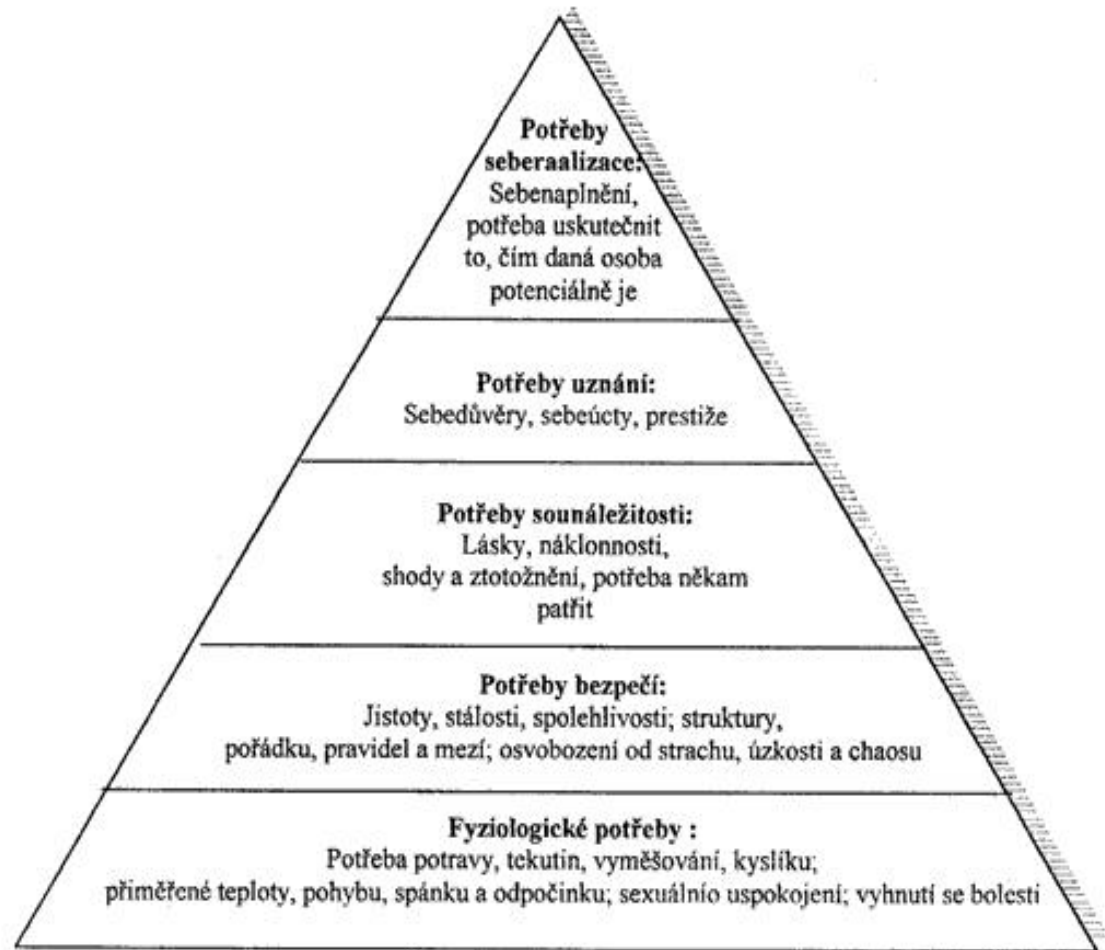 Potřeby
seberaalizace:
Sebenaplnění,
potřeba uskutečnit
to, čím daná osoba
potenciálně je
Potřeby uznání:
Sebedůvěry, sebeúcty, prestiže
Potřeby sounáležitosti:
Lásky, náklonnosti,
shody a ztotožnění, potřeba někam
patřit
Potřeby bezpečí:
Jistoty, stálosti, spolehlivosti; struktury,
pořádku, pravidel a mezí; osvobození od strachu, úzkosti a chaosu
Fyziologické potřeby :
Potřeba potravy, tekutin, vyměšování, kyslíku;
přiměřené teploty, pohybu, spánku a odpočinku; sexuálnío uspokojení; vyhnutí se bolesti